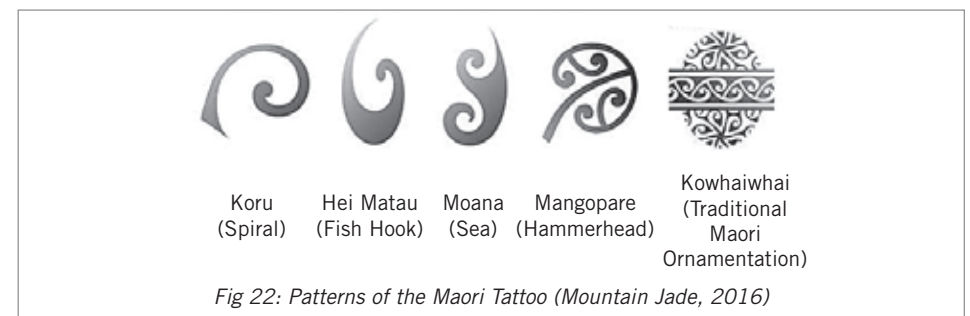 Koru
(Spiral)
Hei Matau
(Fish Hook)
Moana
(Sea)
Mangopare
(Hammerhead)
Kowhaiwhai
(Traditional
Maori
Ornamentation)
Fig 22: Patterns of the Maori Tattoo (Mountain Jade, 2016)